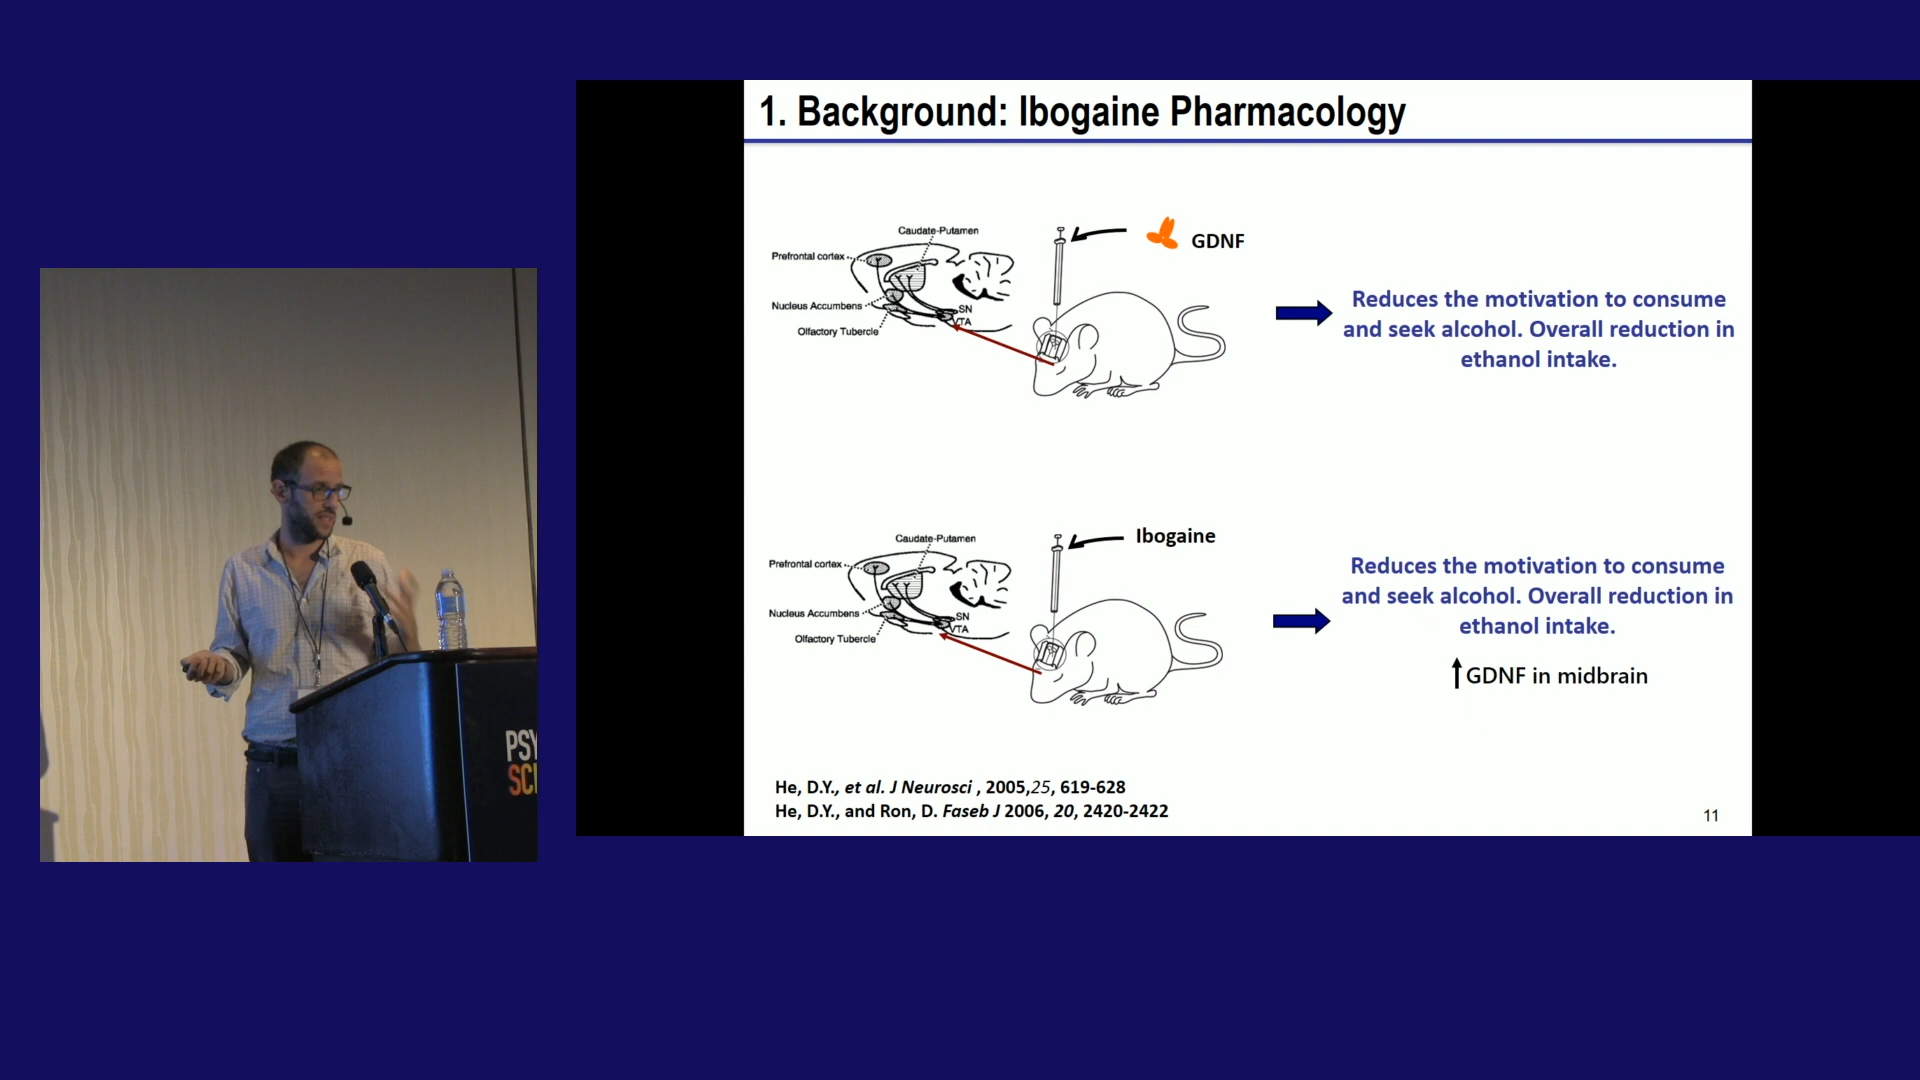 1. Background: Ibogaine Pharmacology
Caudate-Putamen
Prefrontal cortex
Nucleus Accumbens
Olfactory Tubercle
SN
VTA
GDNF
Reduces the motivation to consume
and seek alcohol. Overall reduction in
ethanol intake.
Caudate-Putamen
Prefrontal cortex
Nucleus Accumbens
Olfactory Tubercle
SN
VTA
Ibogaine
Reduces the motivation to consume
and seek alcohol. Overall reduction in
ethanol intake.
GDNF in midbrain
He, D.Y., et al. J Neurosci , 2005,25, 619-628
He, D.Y., and Ron, D. Faseb J 2006, 20, 2420-2422
11
PSY
SCI